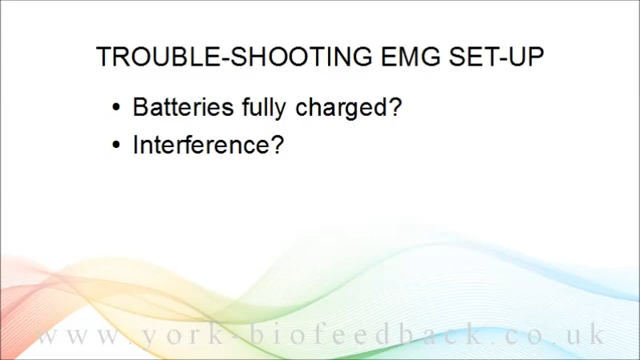 TROUBLE-SHOOTING EMG SET-UP
• Batteries fully charged?
• Interference?
www.york-biofeedback.co.uk